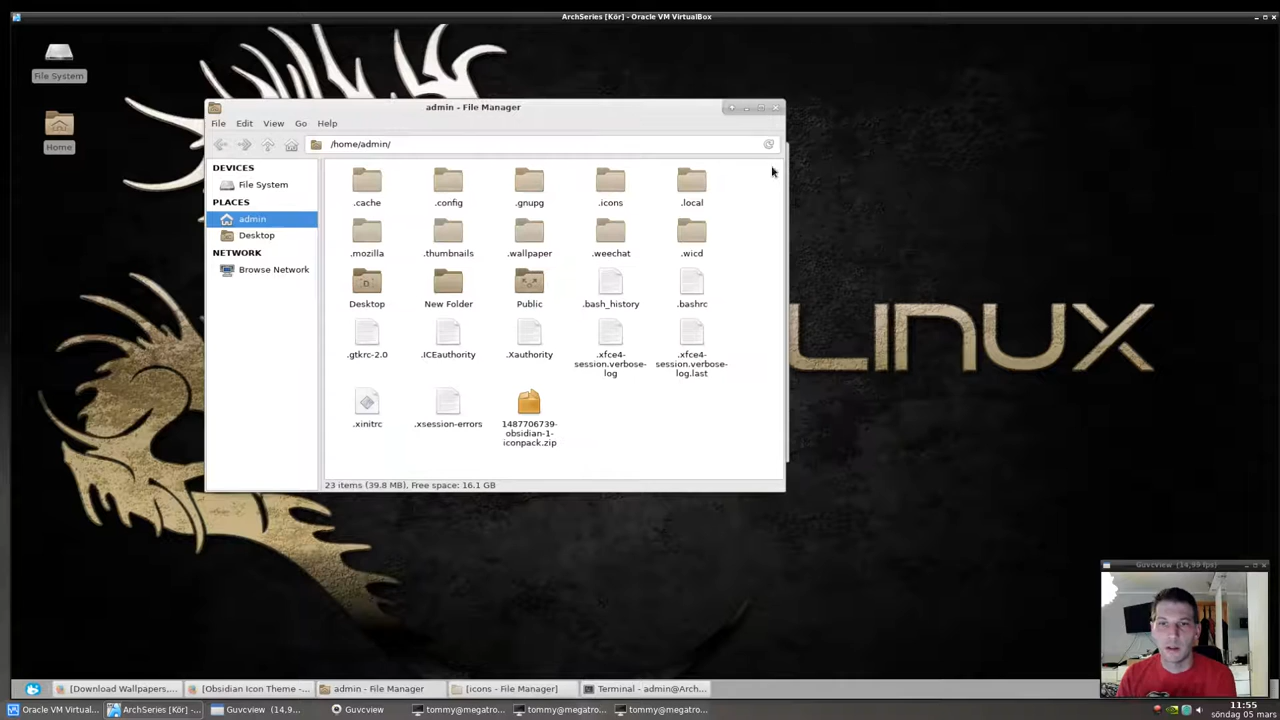 ArchSeries [Kör] - Oracle VM VirtualBox
File System
Home
admin - File Manager
File Edit View Go Help
/home/admin/
DEVICES
File System
PLACES
admin
Desktop
NETWORK
Browse Network
.cache .config .gnupg .icons .local
.mozilla .thumbnails .wallpaper .weechat .wicd
Desktop New Folder Public .bash_history .bashrc
.gtkrc-2.0 .ICEauthority .Xauthority .xfce4-session.verbose-log .xfce4-session.verbose-log.last
.xinitrc .xsession-errors 1487706739-obsidian-1-iconpack.zip
23 items (39.8 MB), Free space: 16.1 GB
LINUX
Guvcview (14,99 fps)
[Download Wallpapers,... [Obsidian Icon Theme -... admin - File Manager [icons - File Manager] Terminal - admin@Arch...
Oracle VM Virtual... ArchSeries [Kör] -... Guvcview (14,9... Guvcview tommy@megatro... tommy@megatro... tommy@megatro...
11:55
söndag 05 mars